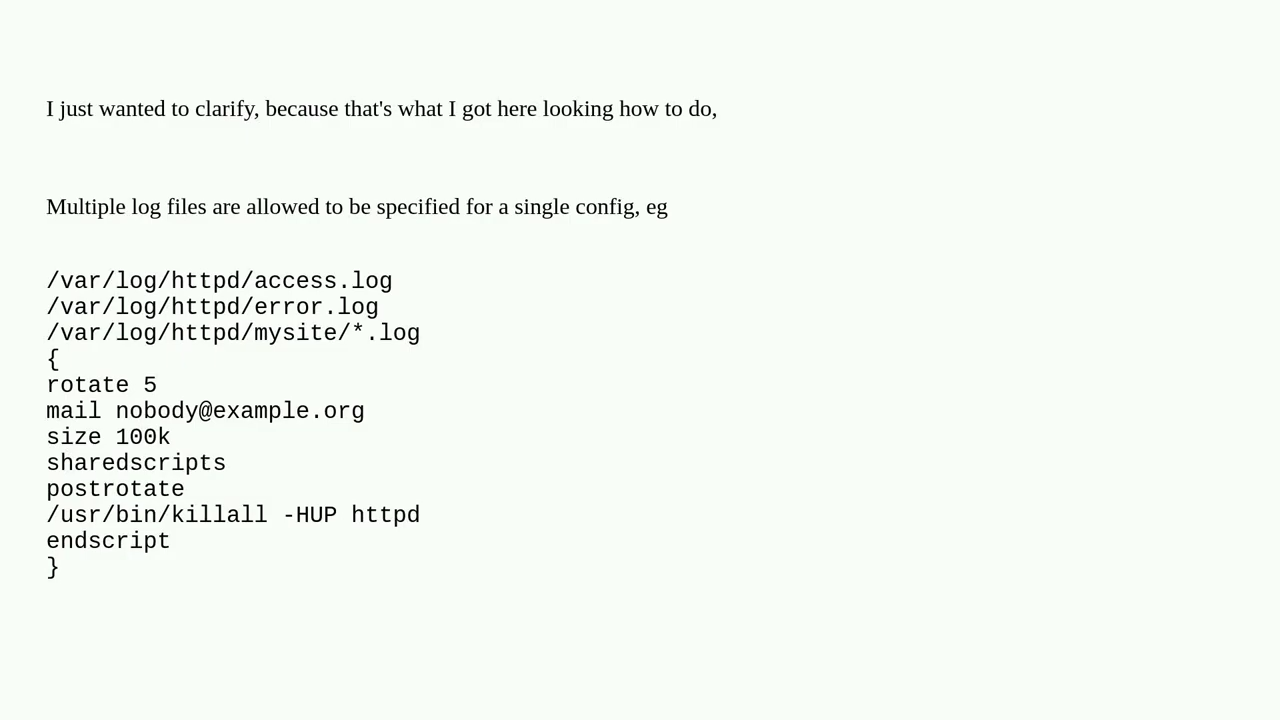 I just wanted to clarify, because that's what I got here looking how to do,
Multiple log files are allowed to be specified for a single config, eg
/var/log/httpd/access.log
/var/log/httpd/error.log
/var/log/httpd/mysite/*.log
{
rotate 5
mail nobody@example.org
size 100k
sharedscripts
postrotate
/usr/bin/killall -HUP httpd
endscript
}